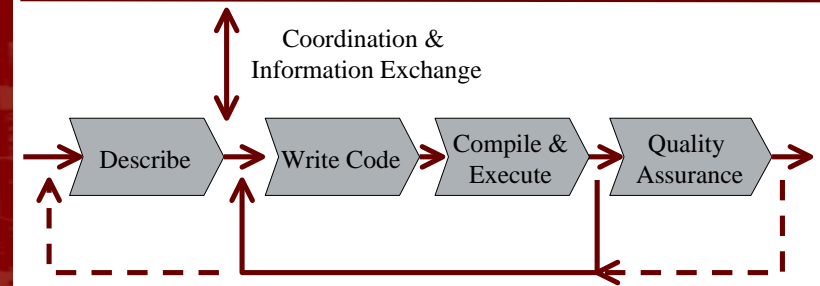 Coordination &
Information Exchange
Describe
Write Code
Compile &
Execute
Quality
Assurance